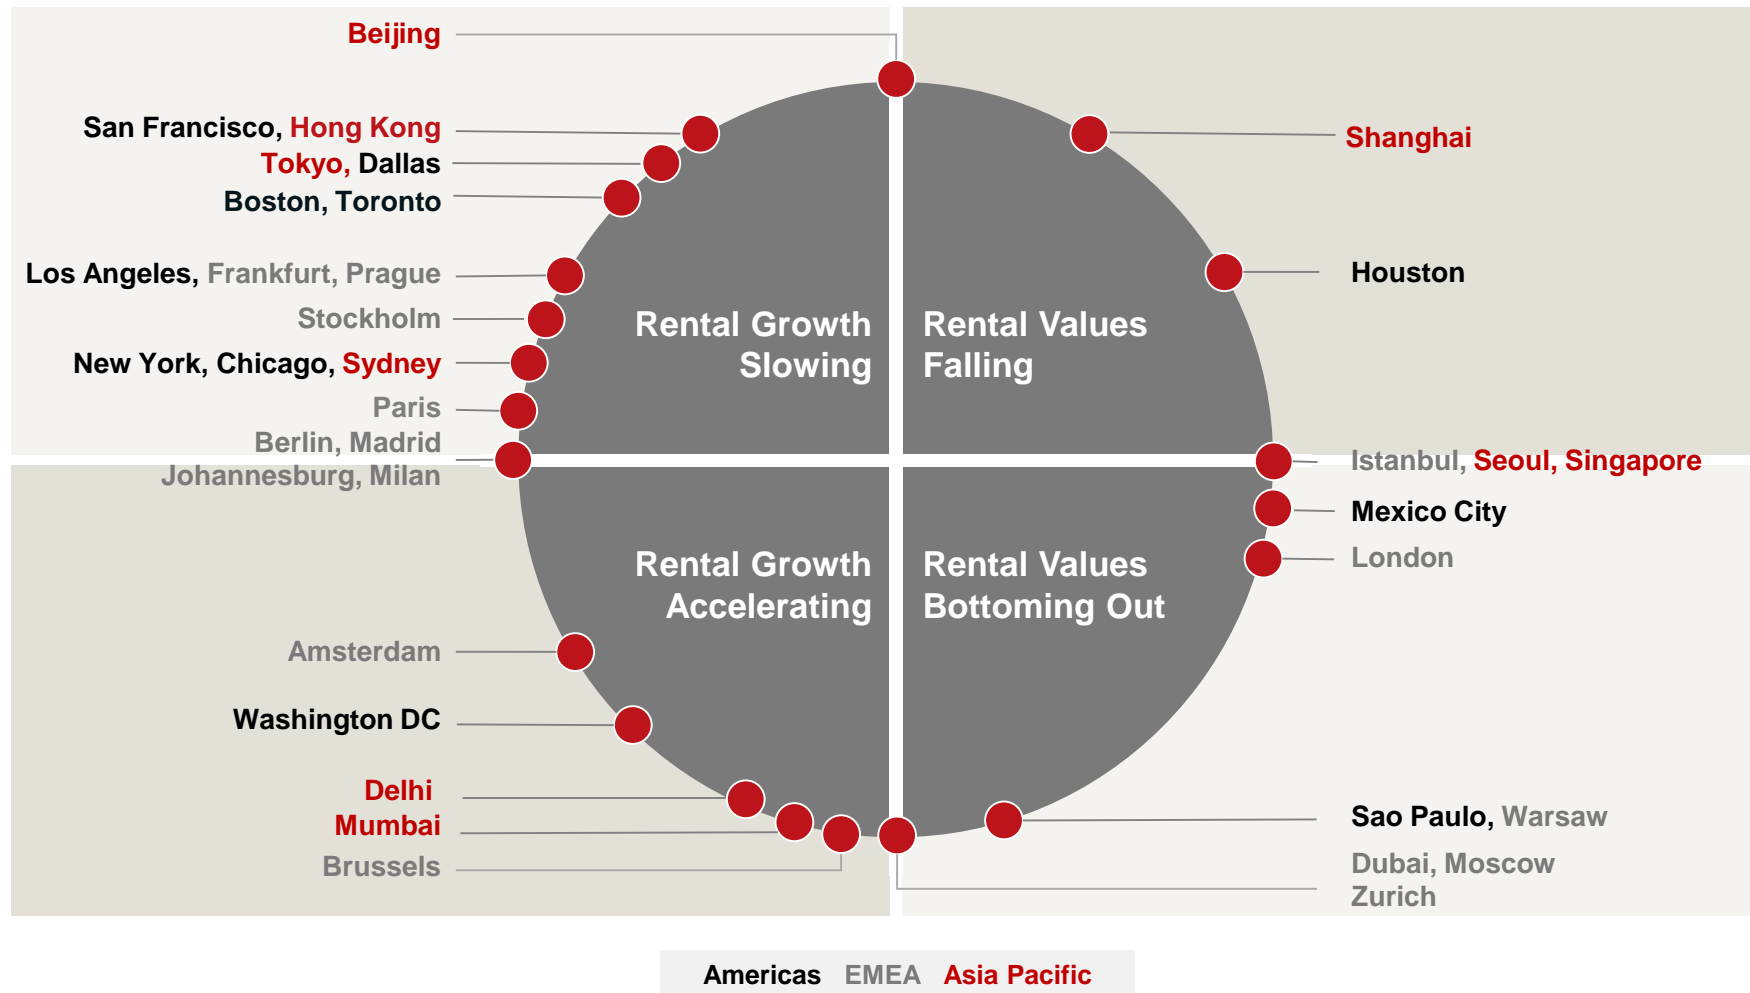 Beijing
San Francisco, Hong Kong
Tokyo, Dallas
Boston, Toronto
Los Angeles, Frankfurt, Prague
Stockholm
New York, Chicago, Sydney
Paris
Berlin, Madrid
Johannesburg, Milan
Rental Growth
Slowing
Rental Values
Falling
Shanghai
Houston
Istanbul, Seoul, Singapore
Mexico City
London
Rental Growth
Accelerating
Rental Values
Bottoming Out
Amsterdam
Washington DC
Delhi
Mumbai
Brussels
Sao Paulo, Warsaw
Dubai, Moscow
Zurich
Americas EMEA Asia Pacific